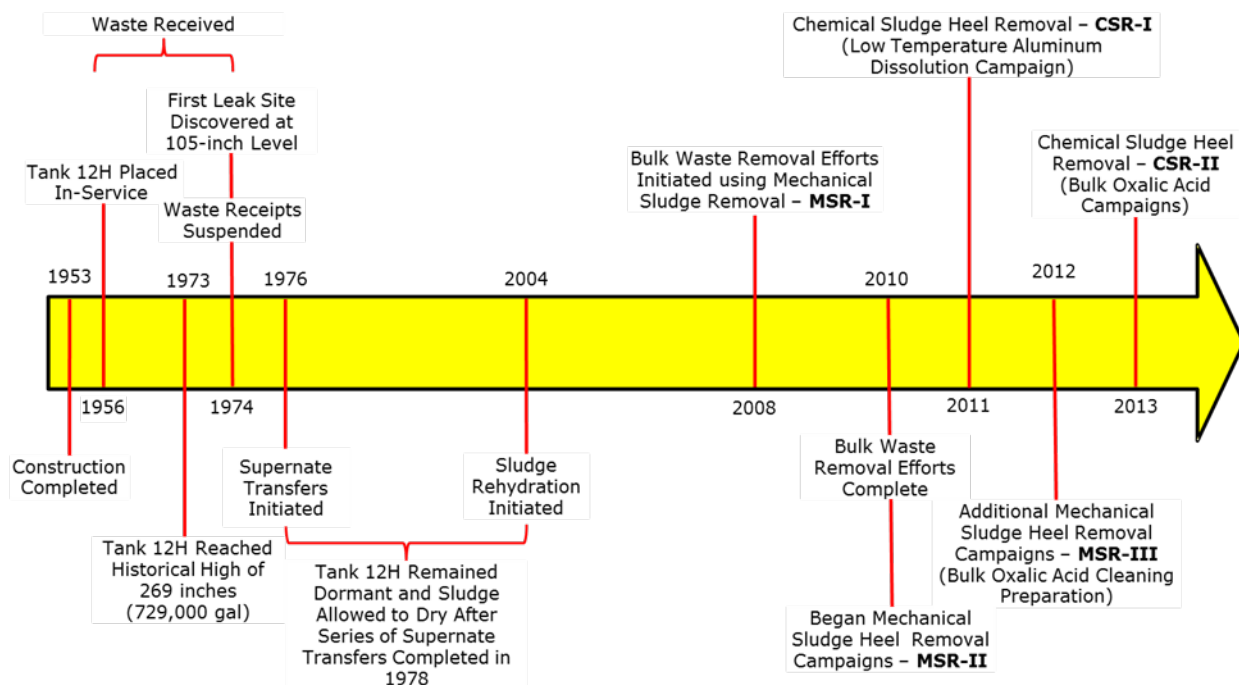 Waste Received
First Leak Site
Discovered at
105-inch Level
Tank 12H Placed
In-Service
Waste Receipts
Suspended
Bulk Waste Removal Efforts
Initiated using Mechanical
Sludge Removal – MSR-I
Chemical Sludge Heel Removal – CSR-I
(Low Temperature Aluminum
Dissolution Campaign)
Chemical Sludge Heel
Removal – CSR-II
(Bulk Oxalic Acid
Campaigns)
1953
1973
1976
2004
2010
2012
1956
1974
2008
2011
2013
Construction
Completed
Tank 12H Reached
Historical High of
269 inches
(729,000 gal)
Supernate
Transfers
Initiated
Sludge
Rehydration
Initiated
Tank 12H Remained
Dormant and Sludge
Allowed to Dry After
Series of Supernate
Transfers Completed in
1978
Bulk Waste
Removal Efforts
Complete
Began Mechanical
Sludge Heel Removal
Campaigns – MSR-II
Additional Mechanical
Sludge Heel Removal
Campaigns – MSR-III
(Bulk Oxalic Acid Cleaning
Preparation)